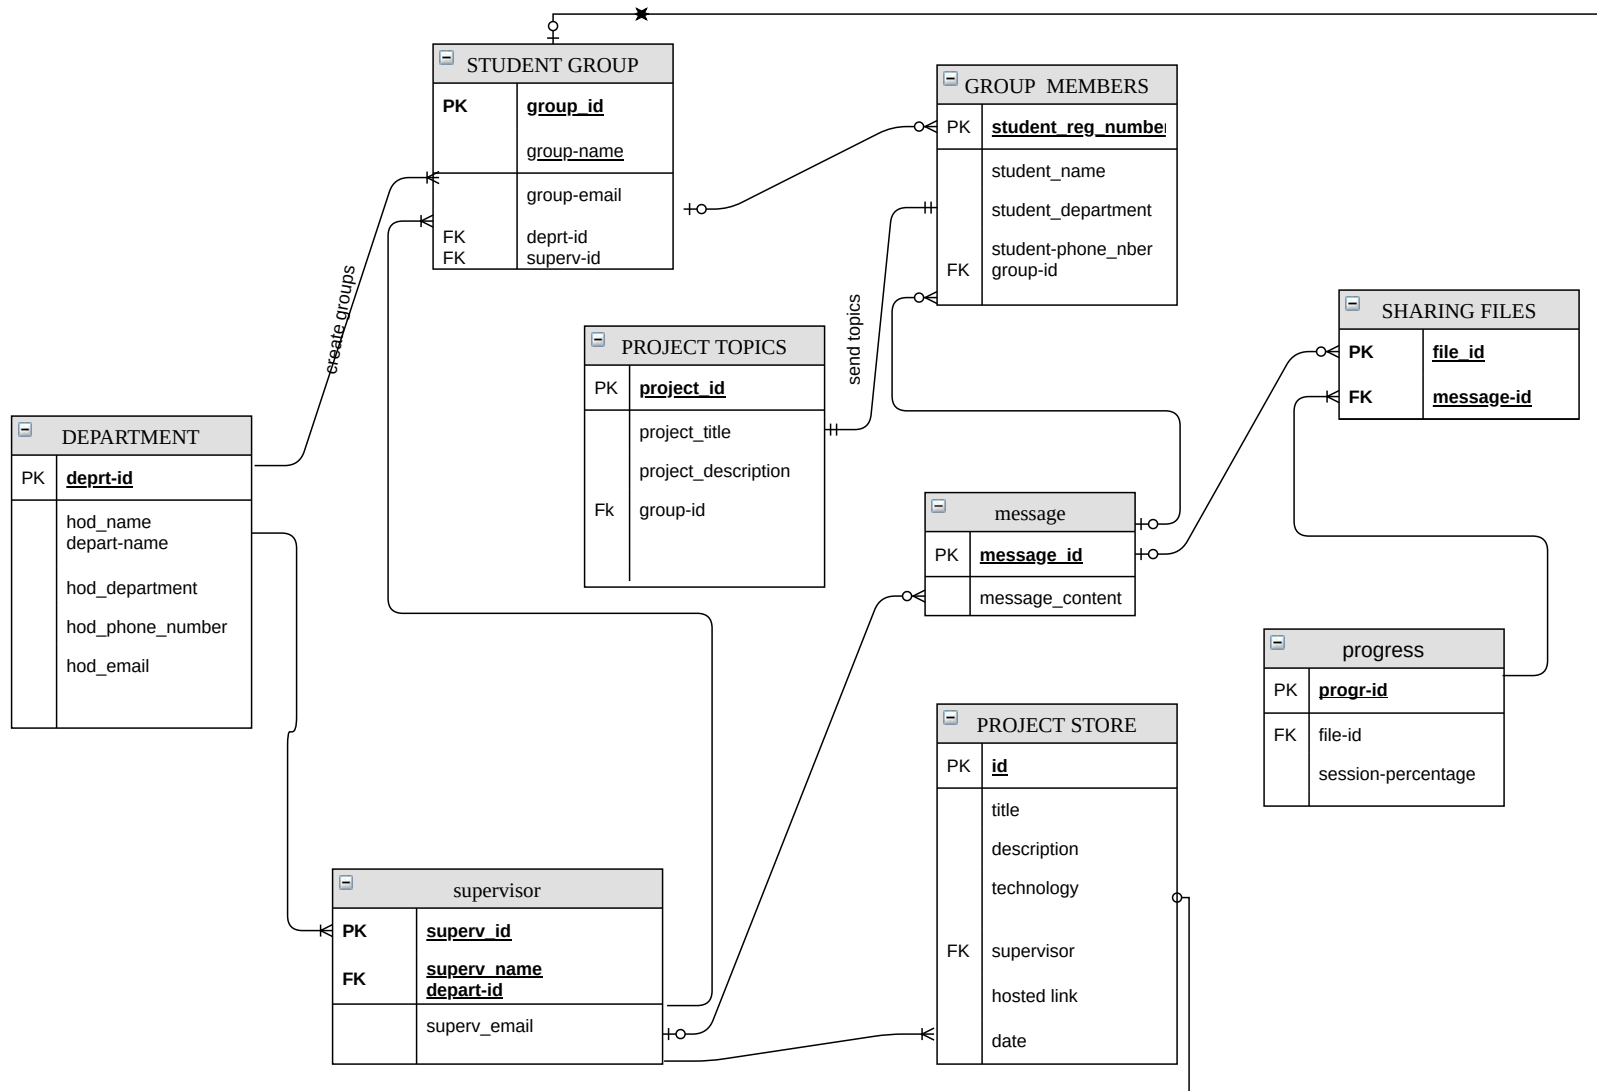 STUDENT GROUP
PK group_id
group-name
group-email
FK deprt-id
FK superv-id
GROUP MEMBERS
PK student_reg_number
student_name
student_department
student-phone_nber
FK group-id
create groups
send topics
SHARING FILES
PK file_id
FK message-id
PROJECT TOPICS
PK project_id
project_title
project_description
Fk group-id
DEPARTMENT
PK deprt-id
hod_name
depart-name
hod_department
hod_phone_number
hod_email
message
PK message_id
message_content
progress
PK progr-id
FK file-id
session-percentage
PROJECT STORE
PK id
title
description
technology
FK supervisor
hosted link
date
supervisor
PK superv_id
FK superv_name
depart-id
superv_email